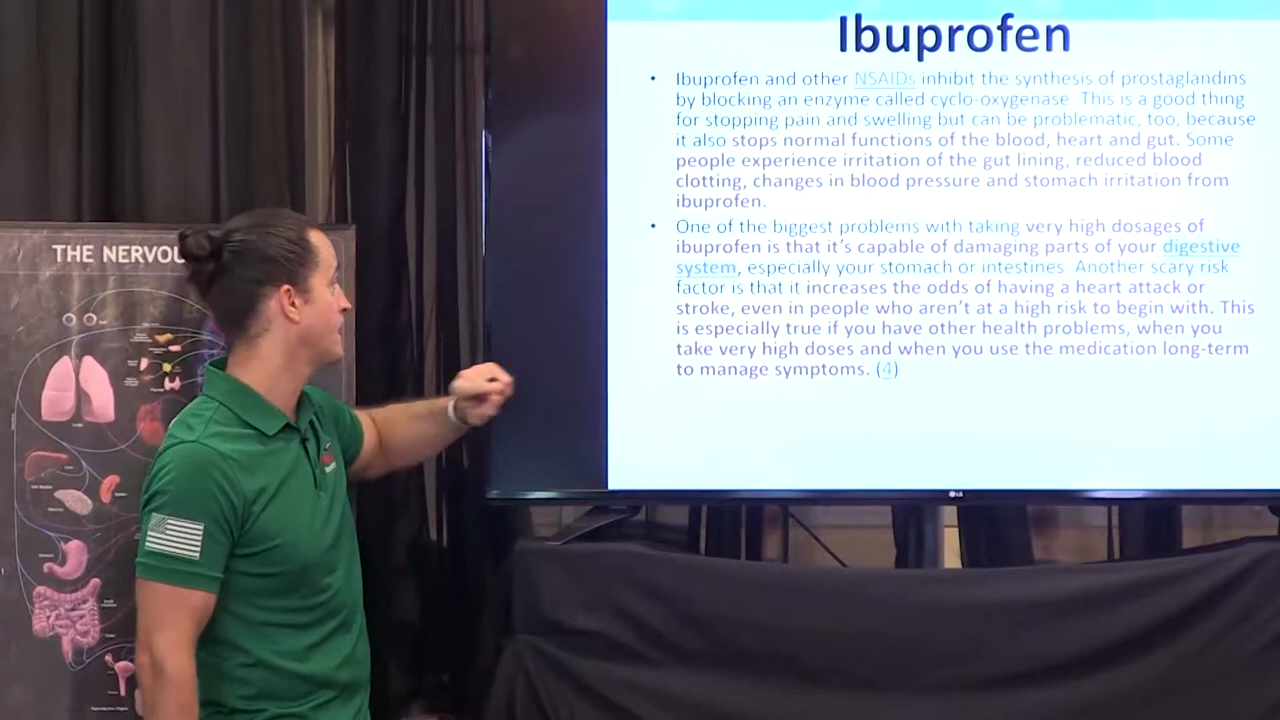 Ibuprofen
• Ibuprofen and other NSAIDs inhibit the synthesis of prostaglandins
by blocking an enzyme called cyclo-oxygenase. This is a good thing
for stopping pain and swelling but can be problematic, too, because
it also stops normal functions of the blood, heart and gut. Some
people experience irritation of the gut lining, reduced blood
clotting, changes in blood pressure and stomach irritation from
ibuprofen.
• One of the biggest problems with taking very high dosages of
ibuprofen is that it’s capable of damaging parts of your digestive
system, especially your stomach or intestines. Another scary risk
factor is that it increases the odds of having a heart attack or
stroke, even in people who aren’t at a high risk to begin with. This
is especially true if you have other health problems, when you
take very high doses and when you use the medication long-term
to manage symptoms. (4)
LG
THE NERVOU